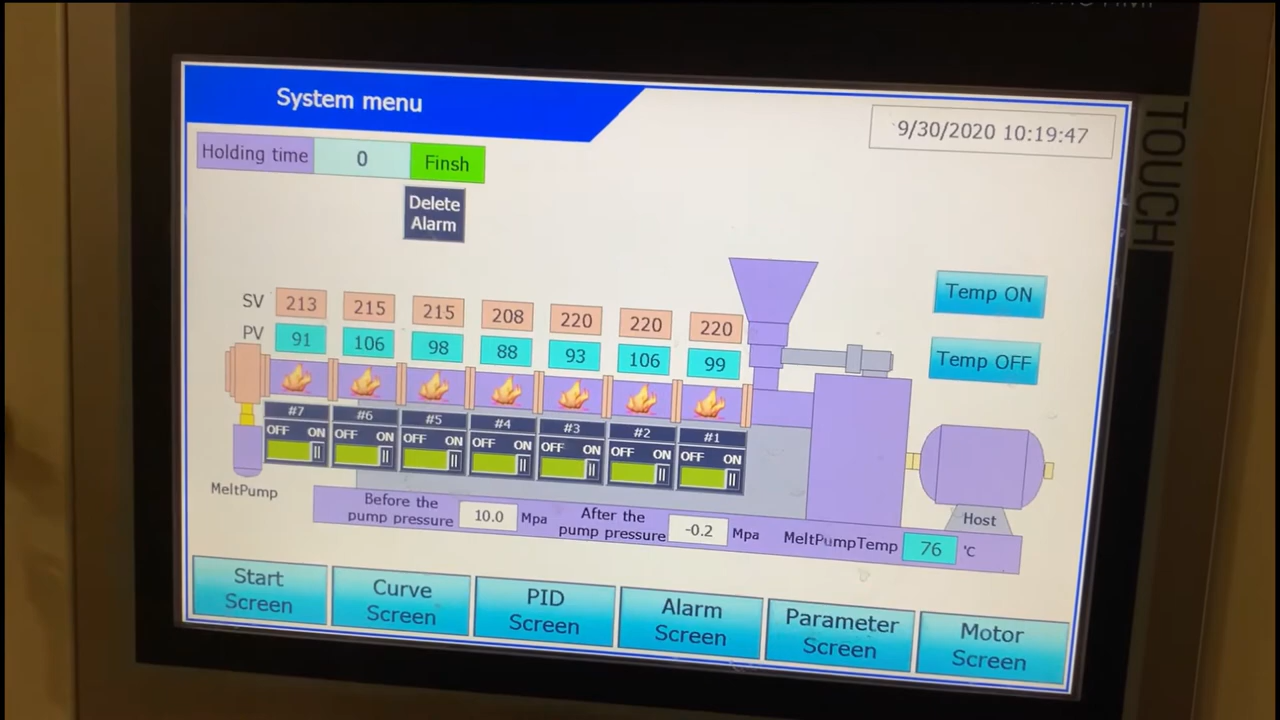 System menu
9/30/2020 10:19:47
Holding time 0 Finsh
Delete
Alarm
SV 213 215 215 208 220 220 220
PV 91 106 98 88 93 106 99
Temp ON
Temp OFF
#7 #6 #5 #4 #3 #2 #1
OFF ON OFF ON OFF ON OFF ON OFF ON OFF ON OFF ON
MeltPump
Host
Before the
pump pressure 10.0 Mpa
After the
pump pressure -0.2 Mpa
MeltPumpTemp 76 ℃
Start
Screen
Curve
Screen
PID
Screen
Alarm
Screen
Parameter
Screen
Motor
Screen
TOUCH